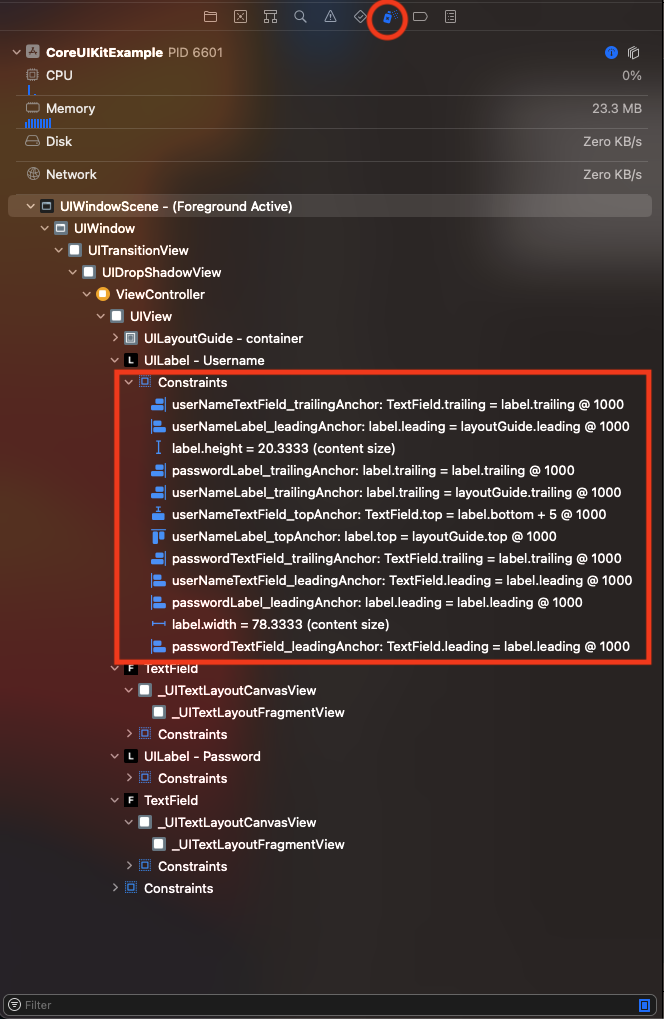 CoreUIKitExample PID 6601
CPU 0%
Memory 23.3 MB
Disk Zero KB/s
Network Zero KB/s
UIWindowScene - (Foreground Active)
UIWindow
UITransitionView
UIDropShadowView
ViewController
UIView
UILayoutGuide - container
L UILabel - Username
Constraints
userNameTextField_trailingAnchor: TextField.trailing = label.trailing @ 1000
userNameLabel_leadingAnchor: label.leading = layoutGuide.leading @ 1000
label.height = 20.3333 (content size)
passwordLabel_trailingAnchor: label.trailing = label.trailing @ 1000
userNameLabel_trailingAnchor: label.trailing = layoutGuide.trailing @ 1000
userNameTextField_topAnchor: TextField.top = label.bottom + 5 @ 1000
userNameLabel_topAnchor: label.top = layoutGuide.top @ 1000
passwordTextField_trailingAnchor: TextField.trailing = label.trailing @ 1000
userNameTextField_leadingAnchor: TextField.leading = label.leading @ 1000
passwordLabel_leadingAnchor: label.leading = label.leading @ 1000
label.width = 78.3333 (content size)
passwordTextField_leadingAnchor: TextField.leading = label.leading @ 1000
F TextField
_UITextLayoutCanvasView
_UITextLayoutFragmentView
Constraints
L UILabel - Password
Constraints
F TextField
_UITextLayoutCanvasView
_UITextLayoutFragmentView
Constraints
Constraints
Filter